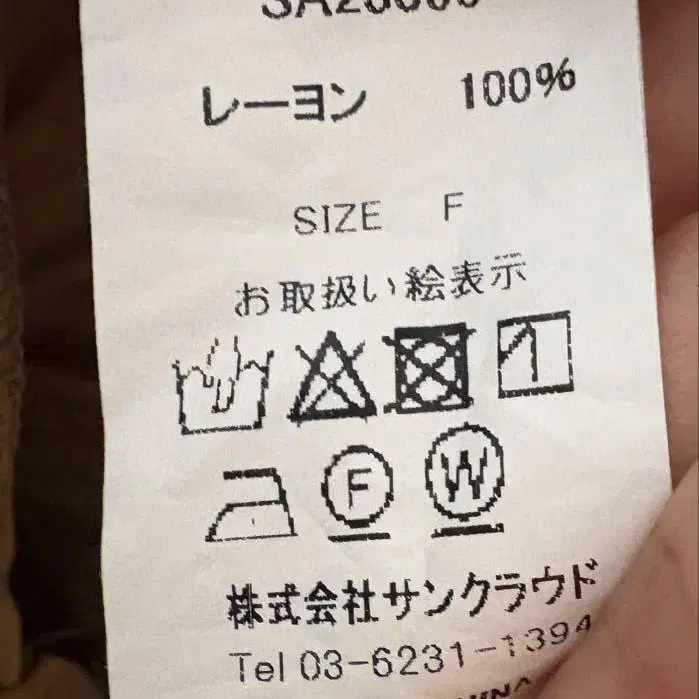 レーヨン 100%
SIZE F
お取扱い絵表示
F W
株式会社サンクラウド
Tel 03-6231-1394